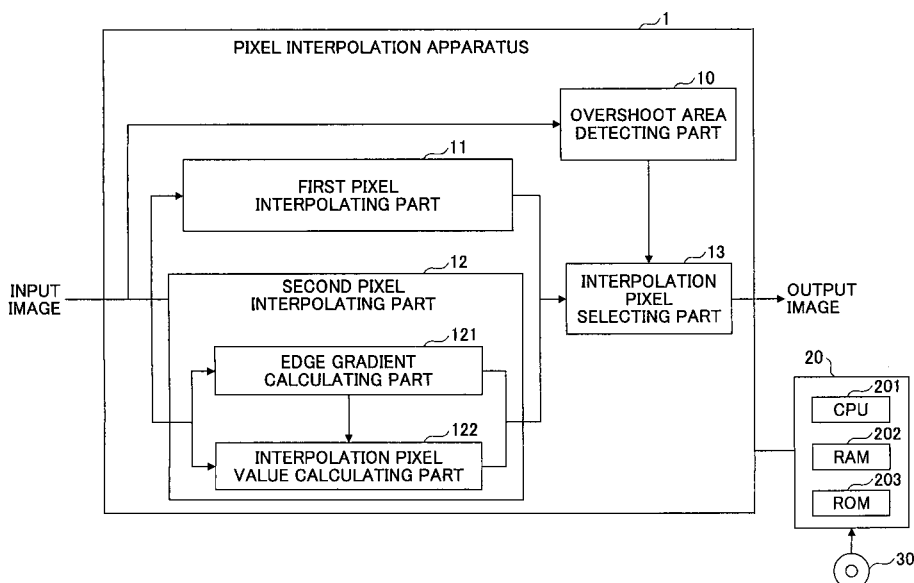 1
PIXEL INTERPOLATION APPARATUS
10
OVERSHOOT AREA
DETECTING PART
11
FIRST PIXEL
INTERPOLATING PART
12
SECOND PIXEL
INTERPOLATING PART
13
INTERPOLATION
PIXEL
SELECTING PART
INPUT
IMAGE
OUTPUT
IMAGE
121
EDGE GRADIENT
CALCULATING PART
122
INTERPOLATION PIXEL
VALUE CALCULATING PART
20
201
CPU
202
RAM
203
ROM
30